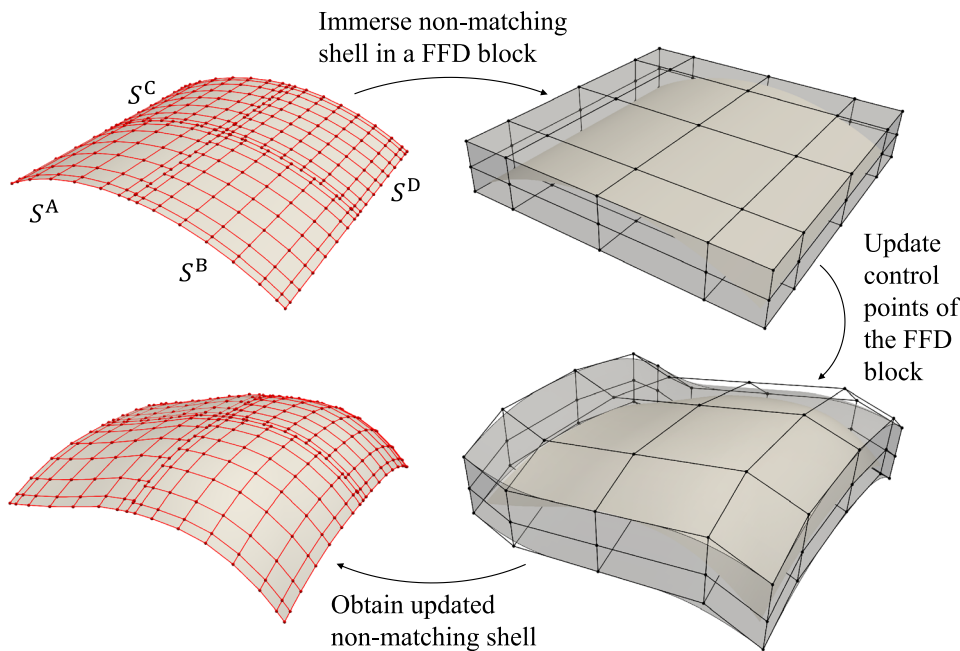 Immerse non-matching
shell in a FFD block
S^C
S^D
S^A
S^B
Update
control
points of
the FFD
block
Obtain updated
non-matching shell